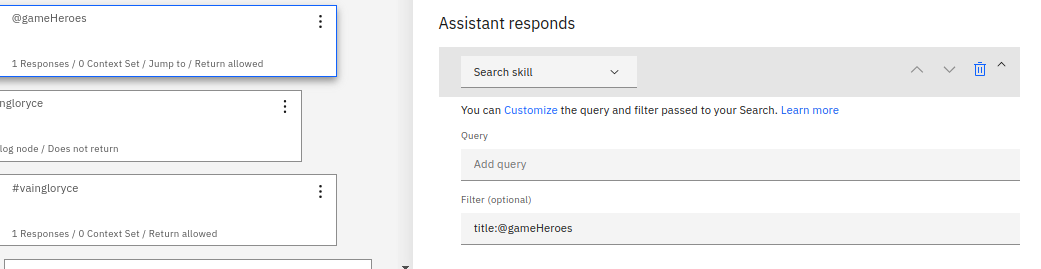 @gameHeroes
1 Responses / 0 Context Set / Jump to / Return allowed
ngloryce
log node / Does not return
#vaingloryce
1 Responses / 0 Context Set / Return allowed
Assistant responds
Search skill
You can Customize the query and filter passed to your Search. Learn more
Query
Add query
Filter (optional)
title:@gameHeroes